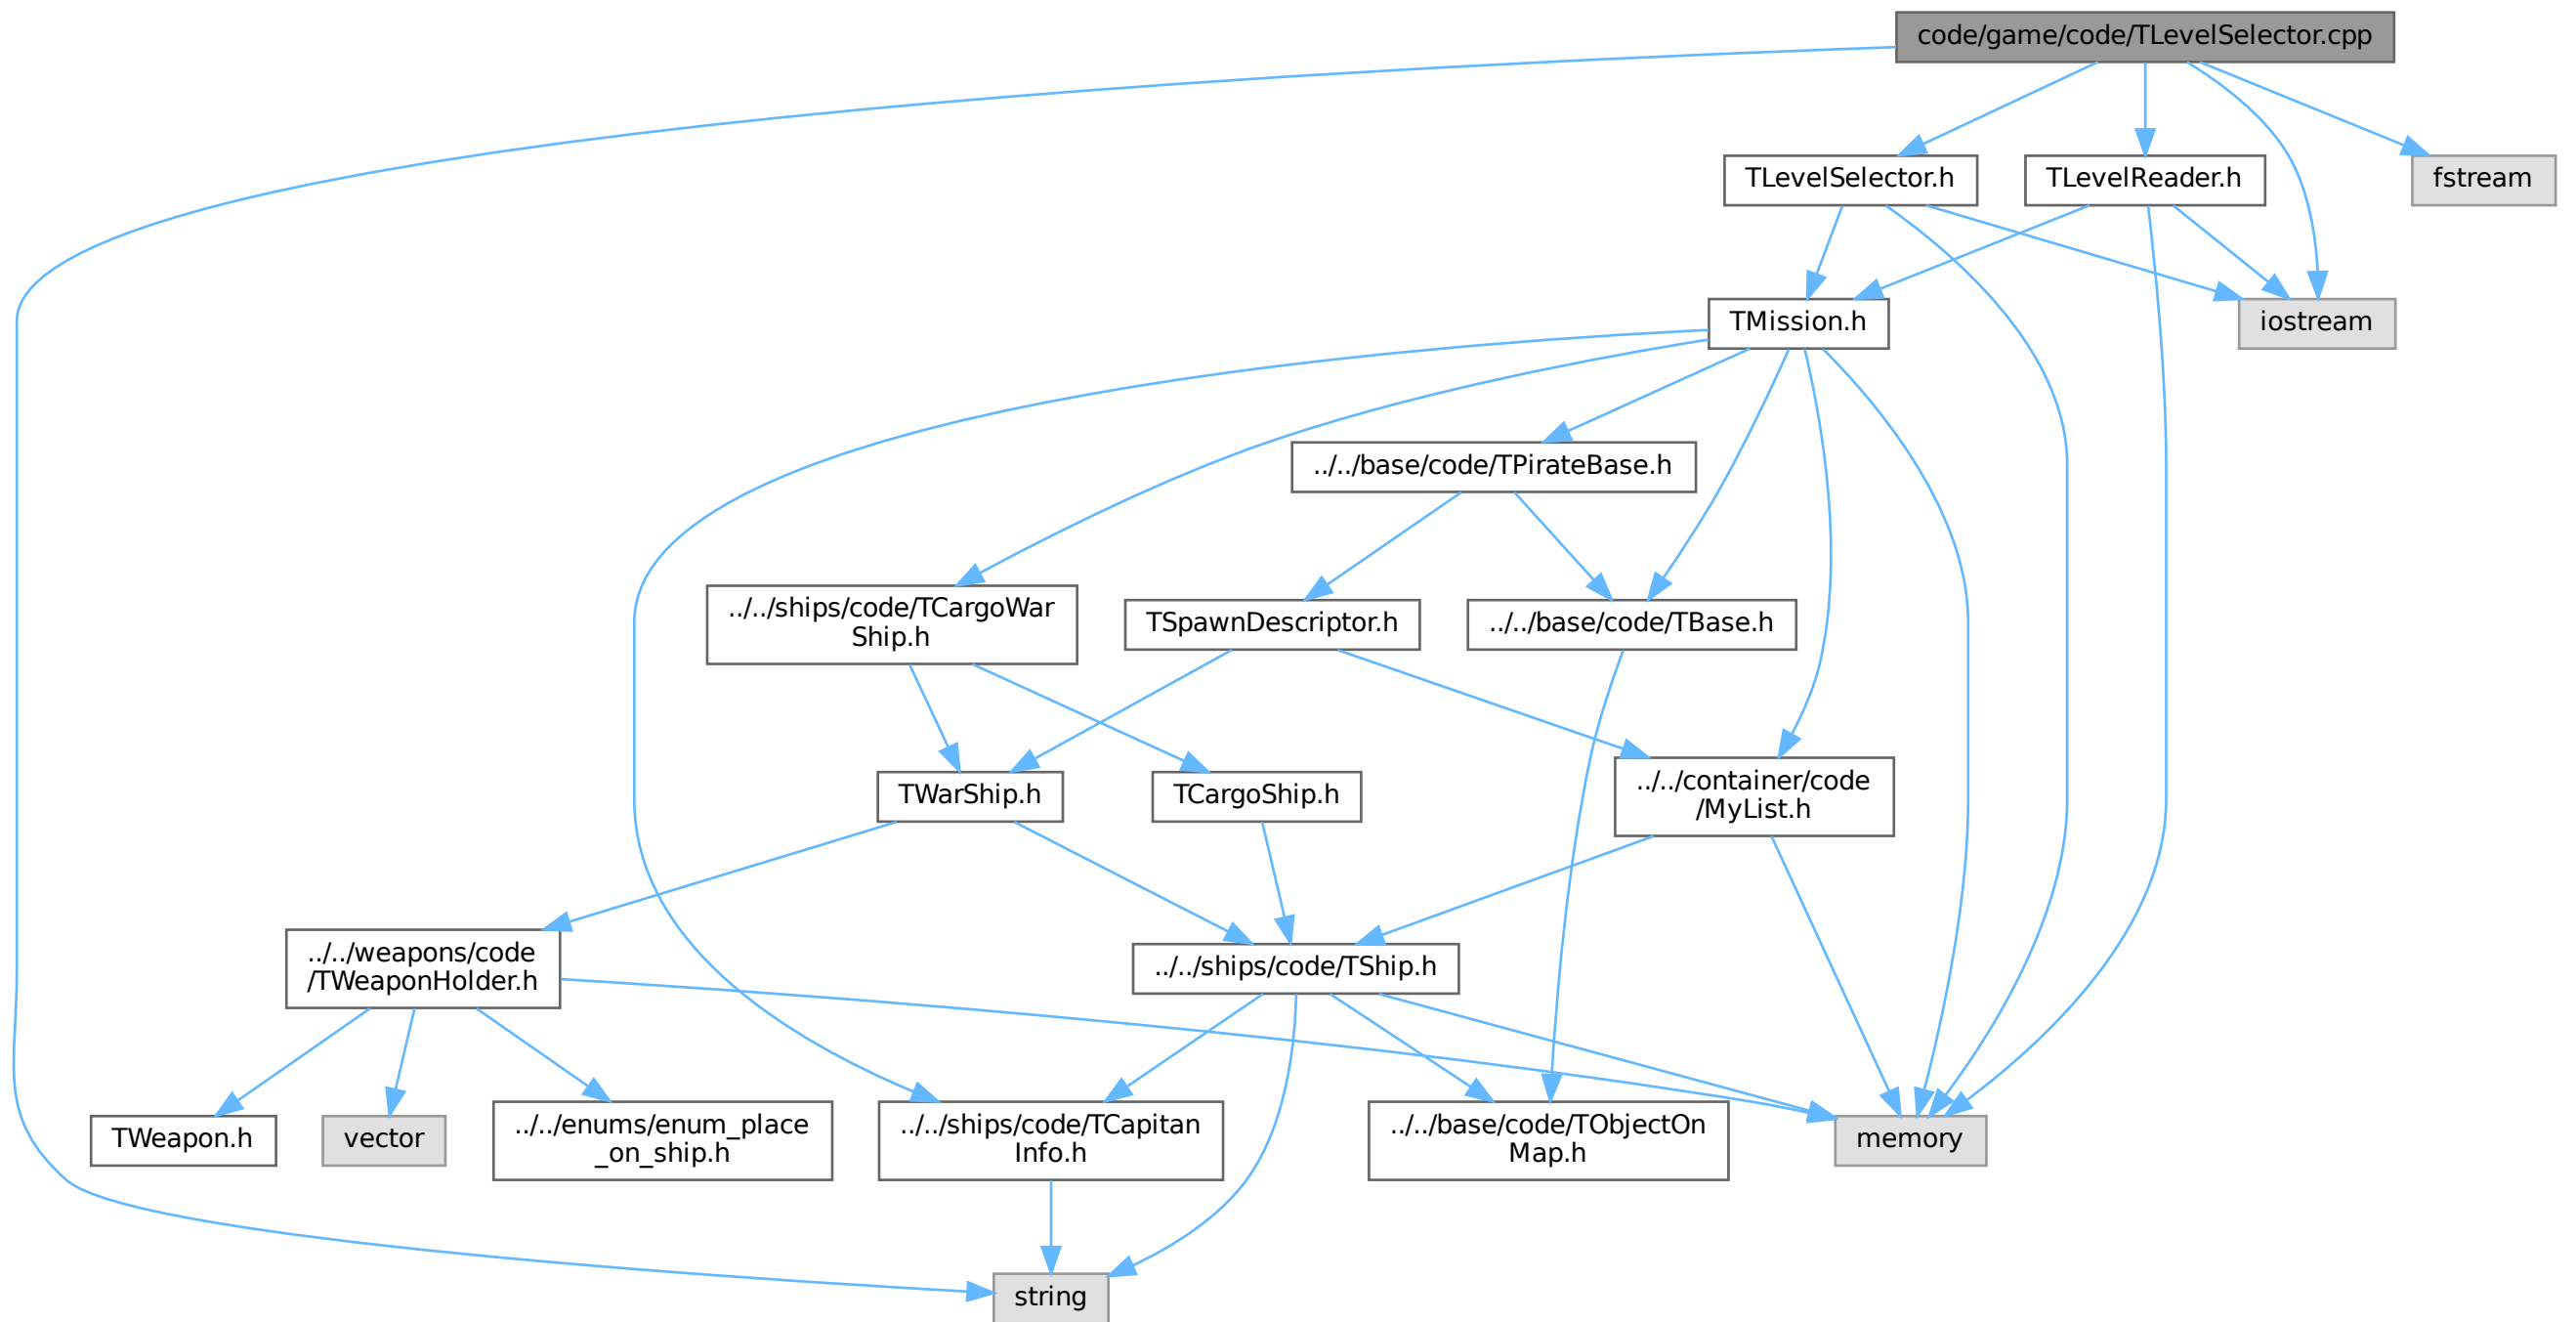 code/game/code/TLevelSelector.cpp
TLevelSelector.h
TLevelReader.h
fstream
TMission.h
iostream
../../base/code/TPirateBase.h
../../ships/code/TCargoWar
Ship.h
TSpawnDescriptor.h
../../base/code/TBase.h
TWarShip.h
TCargoShip.h
../../container/code
/MyList.h
../../weapons/code
/TWeaponHolder.h
../../ships/code/TShip.h
TWeapon.h
vector
../../enums/enum_place
_on_ship.h
../../ships/code/TCapitan
Info.h
../../base/code/TObjectOn
Map.h
memory
string